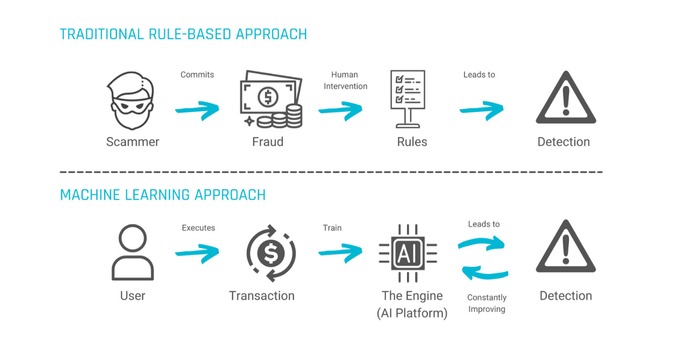 TRADITIONAL RULE-BASED APPROACH
Commits
Human
Intervention
Leads to
Scammer
Fraud
Rules
Detection
MACHINE LEARNING APPROACH
Executes
Train
Leads to
AI
Constantly
Improving
User
Transaction
The Engine
(AI Platform)
Detection